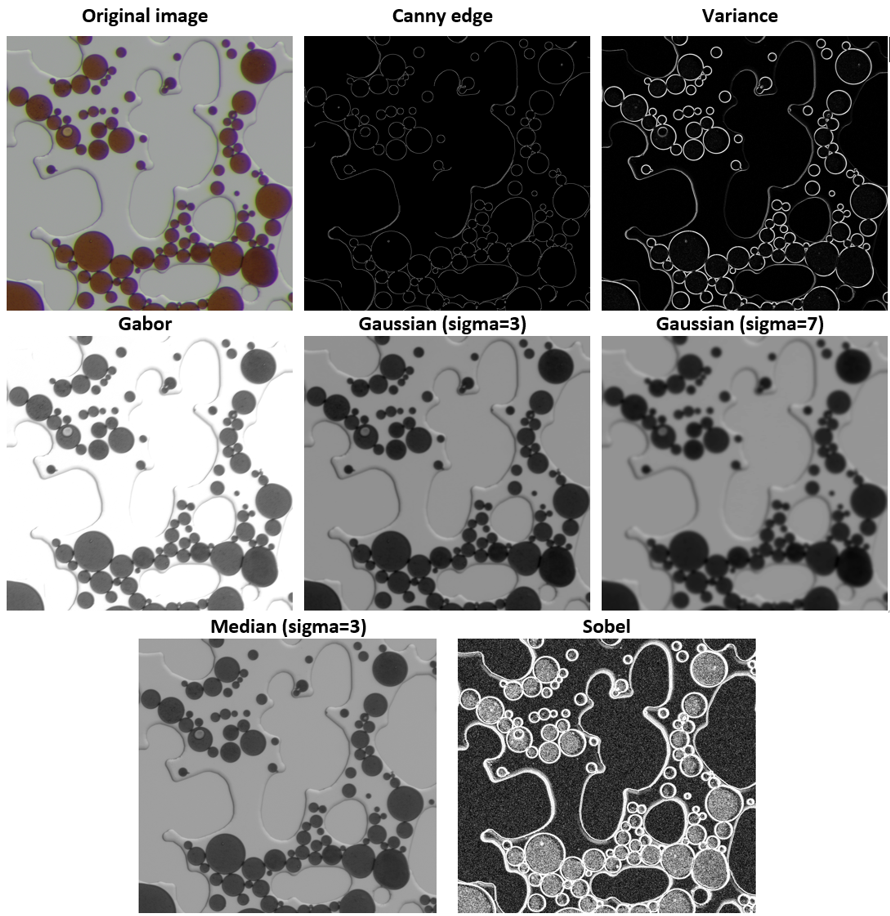 Original image
Canny edge
Variance
Gabor
Gaussian (sigma=3)
Gaussian (sigma=7)
Median (sigma=3)
Sobel